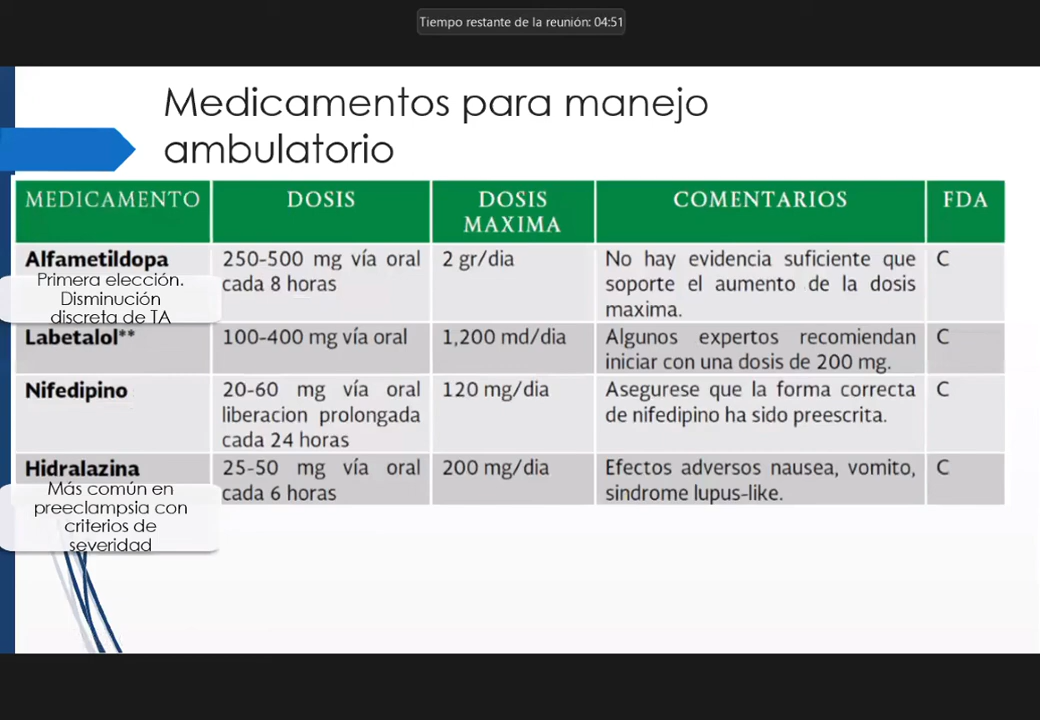 Tiempo restante de la reunión: 04:51
Medicamentos para manejo
ambulatorio
MEDICAMENTO
DOSIS
DOSIS
MAXIMA
COMENTARIOS
FDA
Alfametildopa
Primera elección.
Disminución
discreta de TA
250-500 mg vía oral
cada 8 horas
2 gr/dia
No hay evidencia suficiente que
soporte el aumento de la dosis
maxima.
C
Labetalol**
100-400 mg vía oral
1,200 md/dia
Algunos expertos recomiendan
iniciar con una dosis de 200 mg.
C
Nifedipino
20-60 mg vía oral
liberacion prolongada
cada 24 horas
120 mg/dia
Asegurese que la forma correcta
de nifedipino ha sido preescrita.
C
Hidralazina
Más común en
preeclampsia con
criterios de
severidad
25-50 mg vía oral
cada 6 horas
200 mg/dia
Efectos adversos nausea, vomito,
sindrome lupus-like.
C